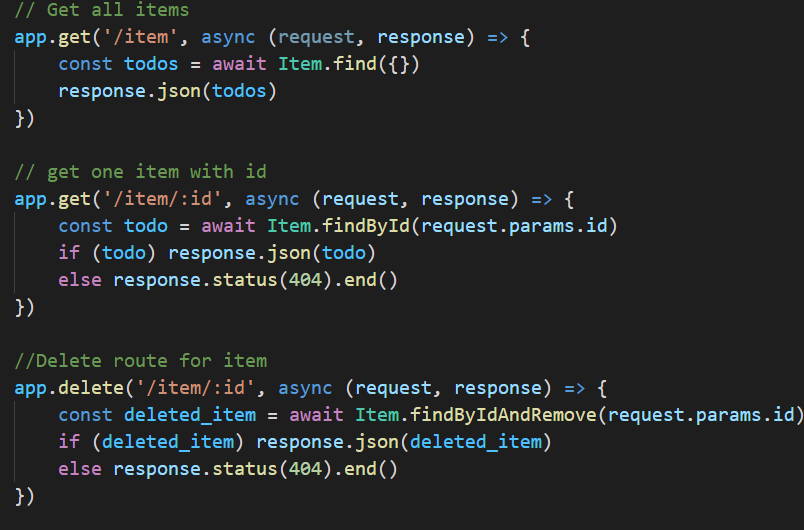 // Get all items
app.get('/item', async (request, response) => {
    const todos = await Item.find({})
    response.json(todos)
})

// get one item with id
app.get('/item/:id', async (request, response) => {
    const todo = await Item.findById(request.params.id)
    if (todo) response.json(todo)
    else response.status(404).end()
})

//Delete route for item
app.delete('/item/:id', async (request, response) => {
    const deleted_item = await Item.findByIdAndRemove(request.params.id)
    if (deleted_item) response.json(deleted_item)
    else response.status(404).end()
})